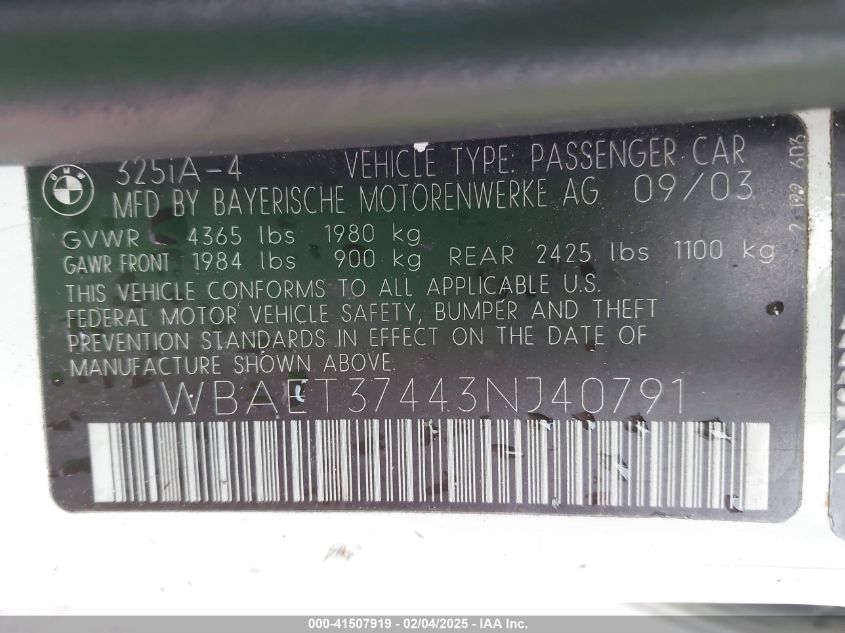 BMW
325iA-4 VEHICLE TYPE: PASSENGER CAR
MFD BY BAYERISCHE MOTORENWERKE AG 09/03
GVWR 4365 lbs 1980 kg
GAWR FRONT 1984 lbs 900 kg REAR 2425 lbs 1100 kg
THIS VEHICLE CONFORMS TO ALL APPLICABLE U.S.
FEDERAL MOTOR VEHICLE SAFETY, BUMPER AND THEFT
PREVENTION STANDARDS IN EFFECT ON THE DATE OF
MANUFACTURE SHOWN ABOVE.
WBAET37443NJ40791
000-41507919 - 02/04/2025 - IAA Inc.